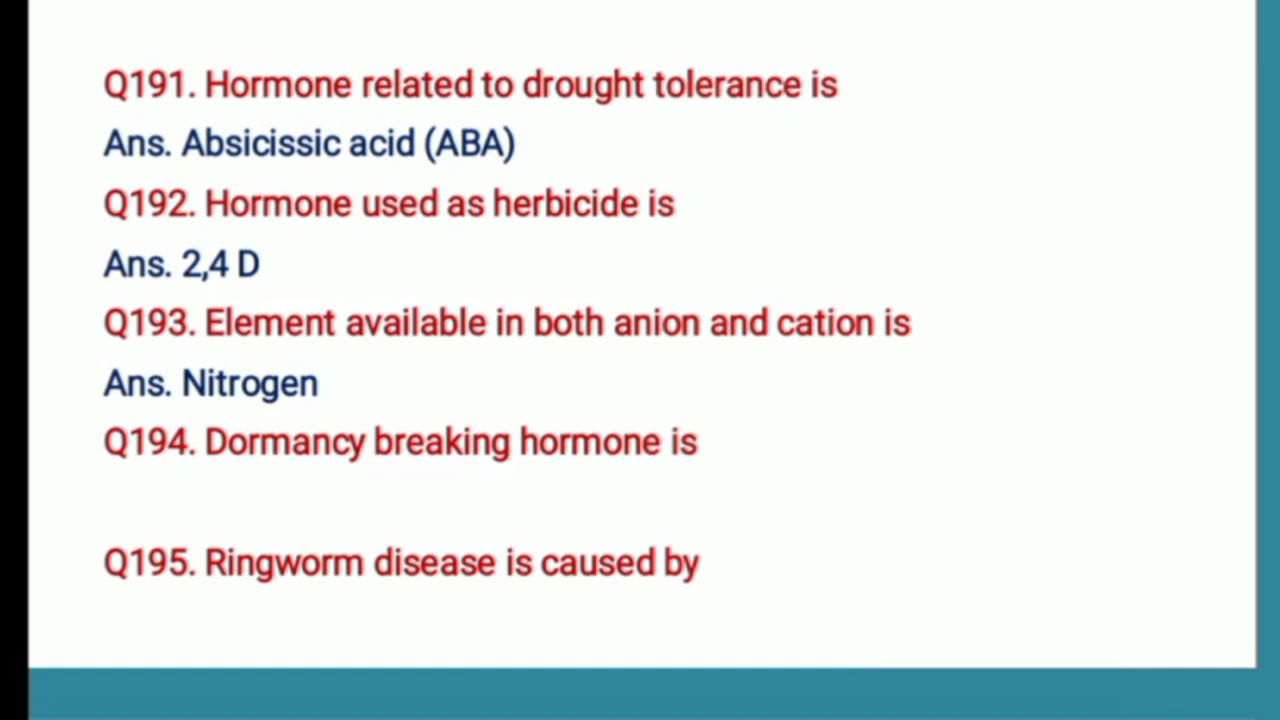 Q191. Hormone related to drought tolerance is
Ans. Absicissic acid (ABA)
Q192. Hormone used as herbicide is
Ans. 2,4 D
Q193. Element available in both anion and cation is
Ans. Nitrogen
Q194. Dormancy breaking hormone is
Q195. Ringworm disease is caused by